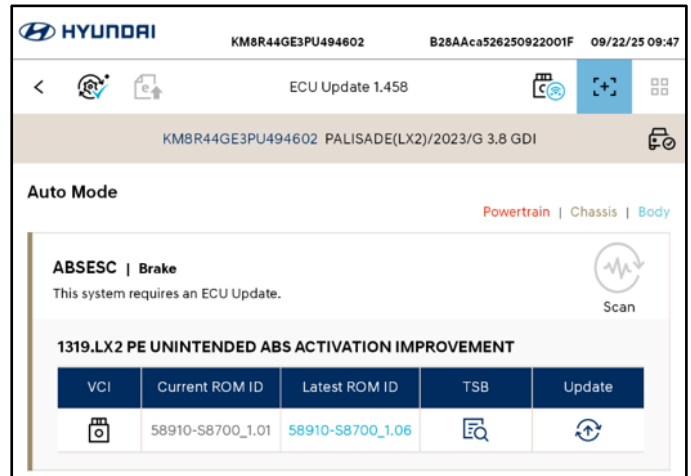 HYUNDAI KM8R44GE3PU494602 B28AAca526250922001F 09/22/25 09:47
ECU Update 1.458
KM8R44GE3PU494602 PALISADE(LX2)/2023/G 3.8 GDI
Auto Mode
Powertrain | Chassis | Body
ABSESC | Brake
This system requires an ECU Update.
Scan
1319.LX2 PE UNINTENDED ABS ACTIVATION IMPROVEMENT
VCI Current ROM ID Latest ROM ID TSB Update
58910-S8700_1.01 58910-S8700_1.06